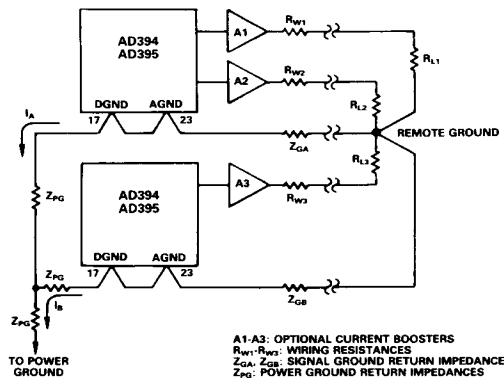 A1
RW1
AD394
AD395
RL1
A2
RW2
RL2
IA
DGND
AGND
17
23
REMOTE GROUND
ZGA
RL3
ZPG
AD394
AD395
A3
RW3
ZPG
DGND
AGND
17
23
ZPG
IB
ZGB
TO POWER
GROUND
A1-A3: OPTIONAL CURRENT BOOSTERS
RW1-RW3: WIRING RESISTANCES
ZGA, ZGB: SIGNAL GROUND RETURN IMPEDANCE
ZPG: POWER GROUND RETURN IMPEDANCE